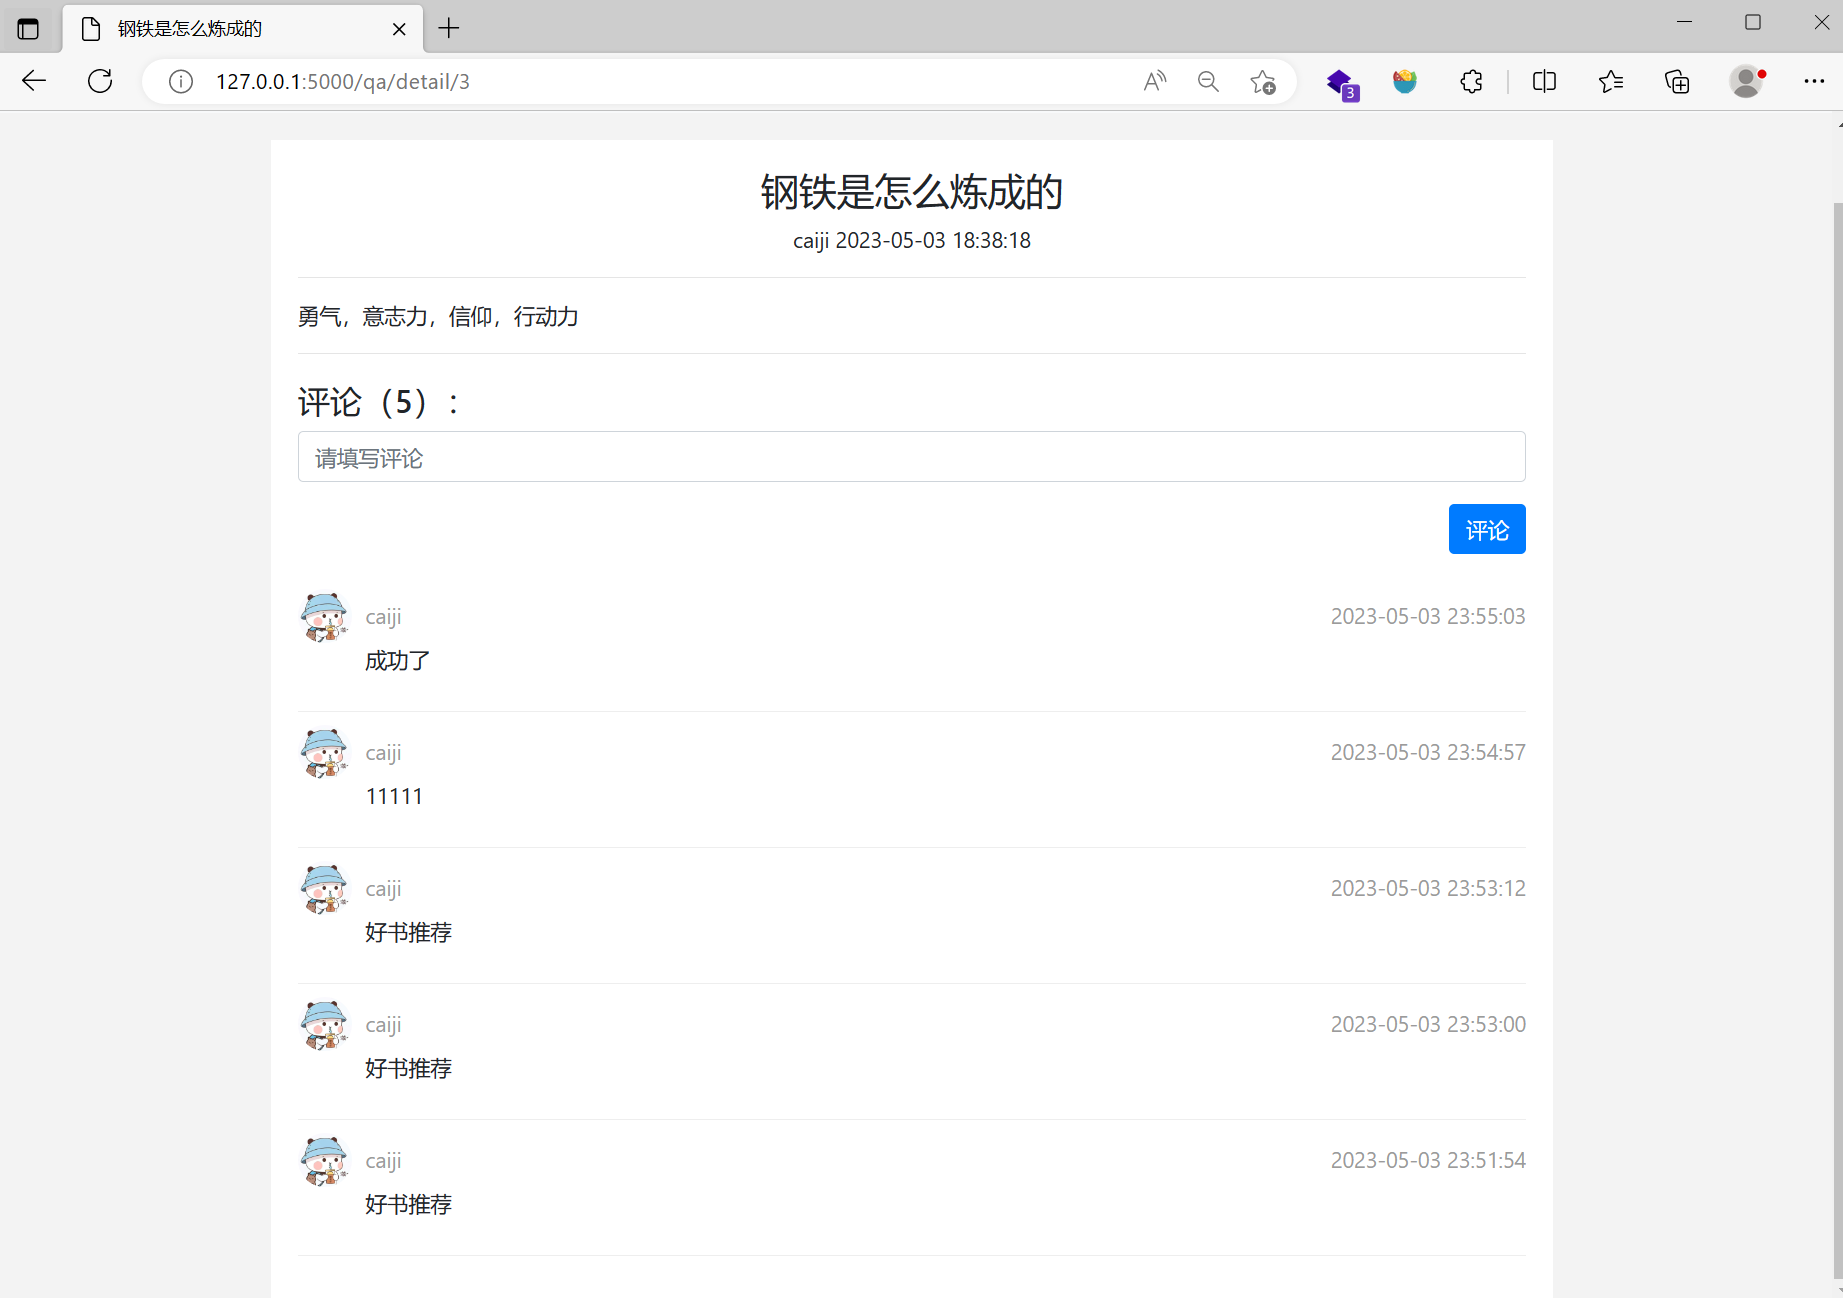 钢铁是怎么炼成的
127.0.0.1:5000/qa/detail/3
3
钢铁是怎么炼成的
caiji 2023-05-03 18:38:18
勇气，意志力，信仰，行动力
评论（5）：
请填写评论
评论
caiji 2023-05-03 23:55:03
成功了
caiji 2023-05-03 23:54:57
11111
caiji 2023-05-03 23:53:12
好书推荐
caiji 2023-05-03 23:53:00
好书推荐
caiji 2023-05-03 23:51:54
好书推荐